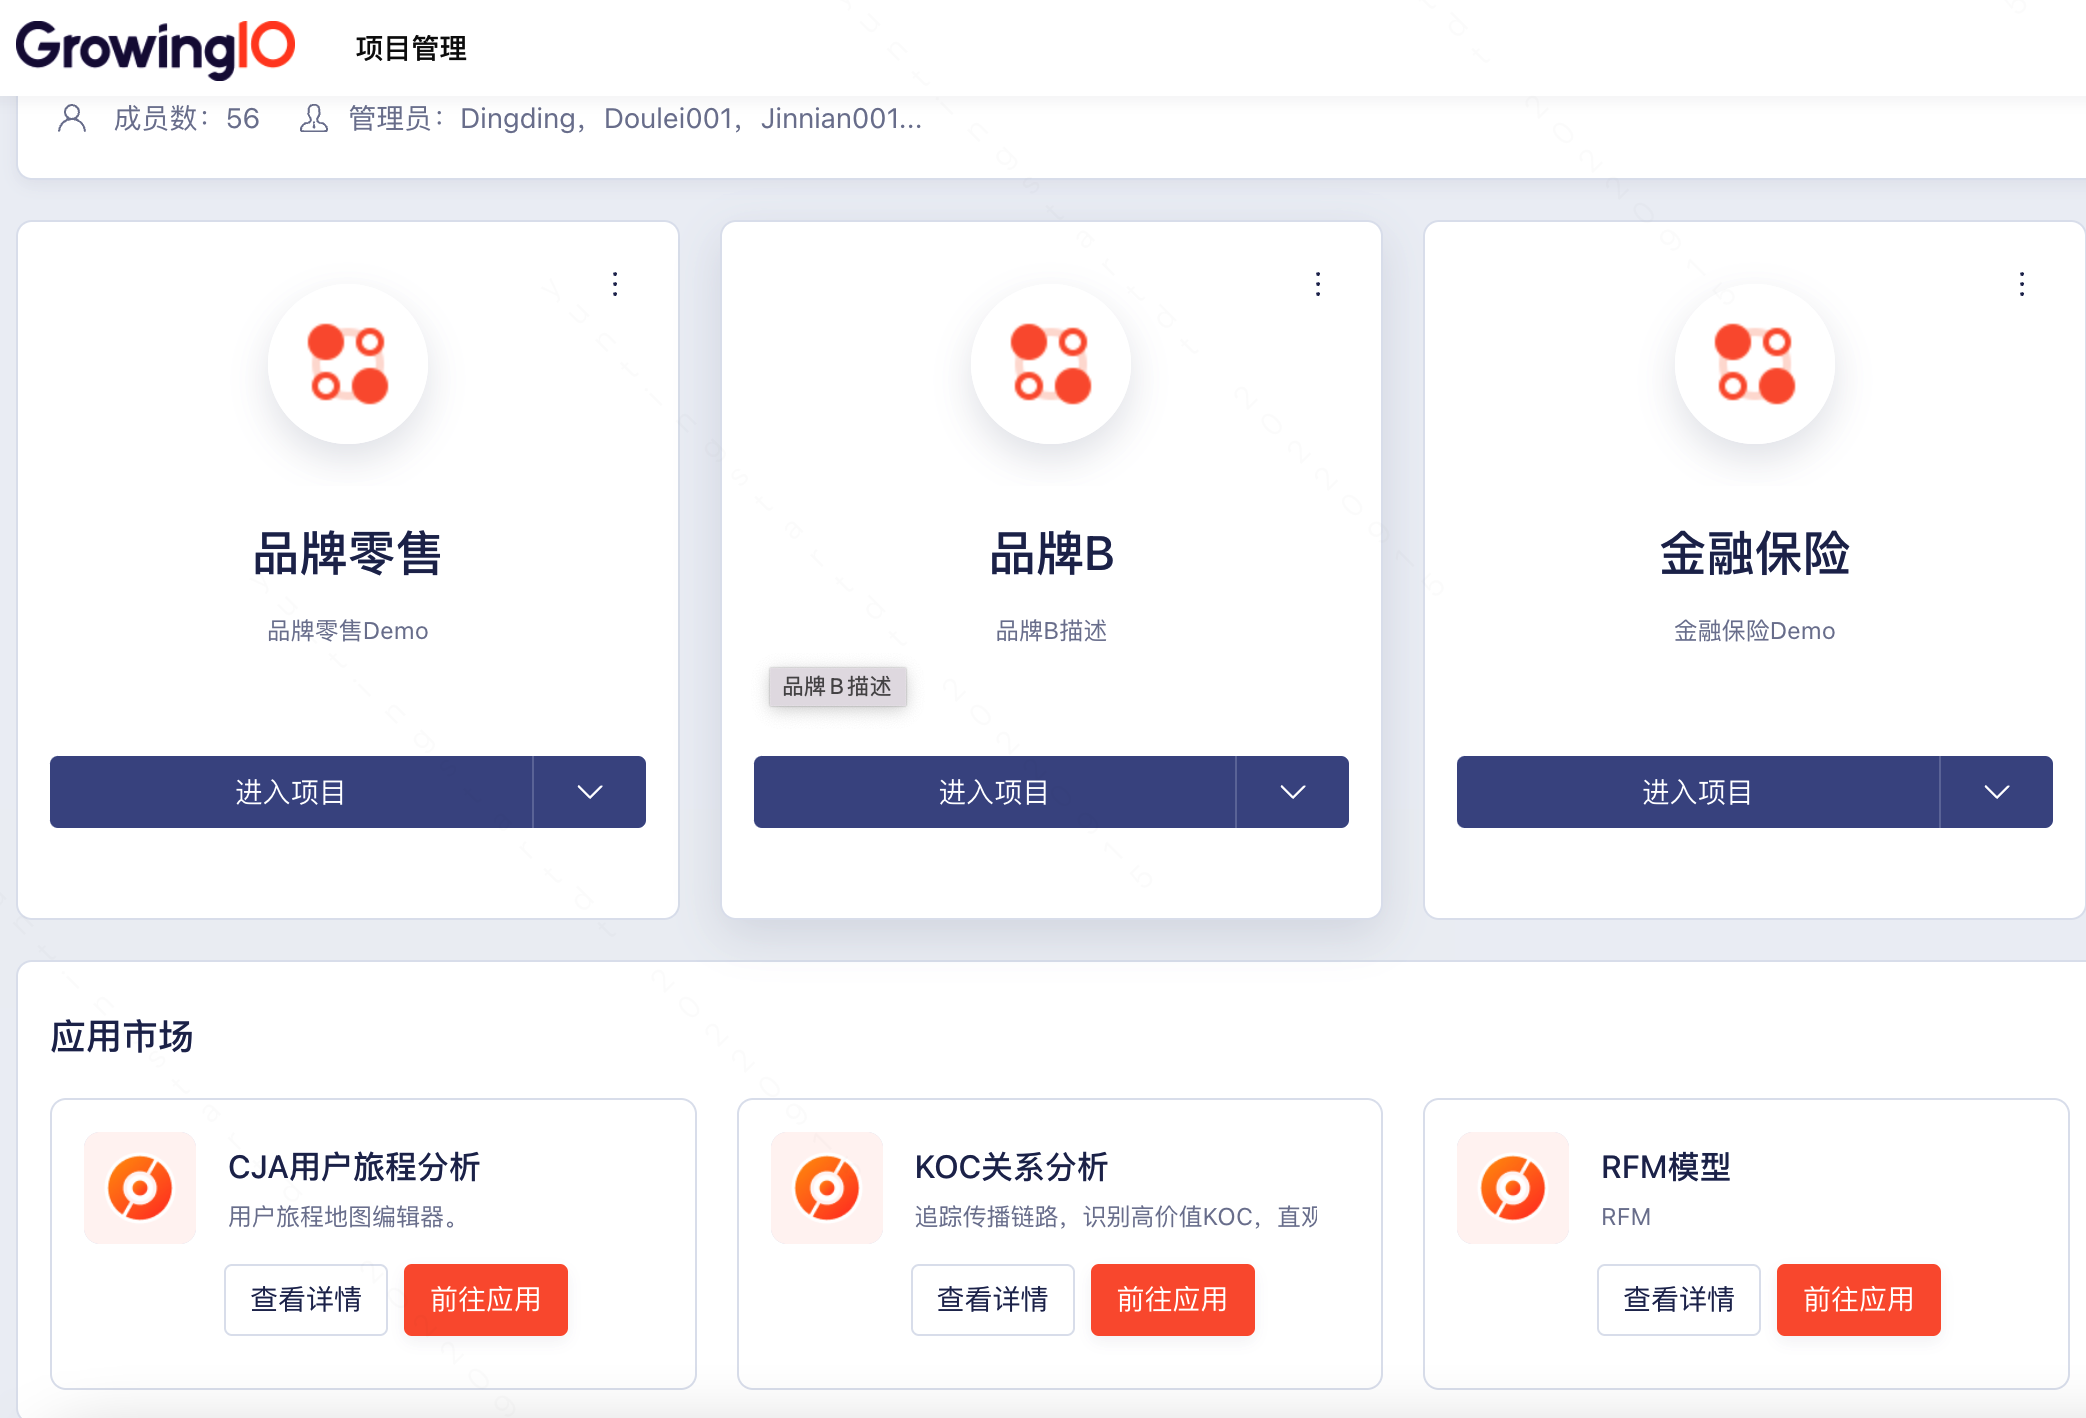 GrowingIO 项目管理
成员数：56 管理员：Dingding，Doulei001，Jinnian001...
品牌零售
品牌零售Demo
进入项目
品牌B
品牌B描述
品牌B描述
进入项目
金融保险
金融保险Demo
进入项目
应用市场
CJA用户旅程分析
用户旅程地图编辑器。
查看详情 前往应用
KOC关系分析
追踪传播链路，识别高价值KOC，直观
查看详情 前往应用
RFM模型
RFM
查看详情 前往应用